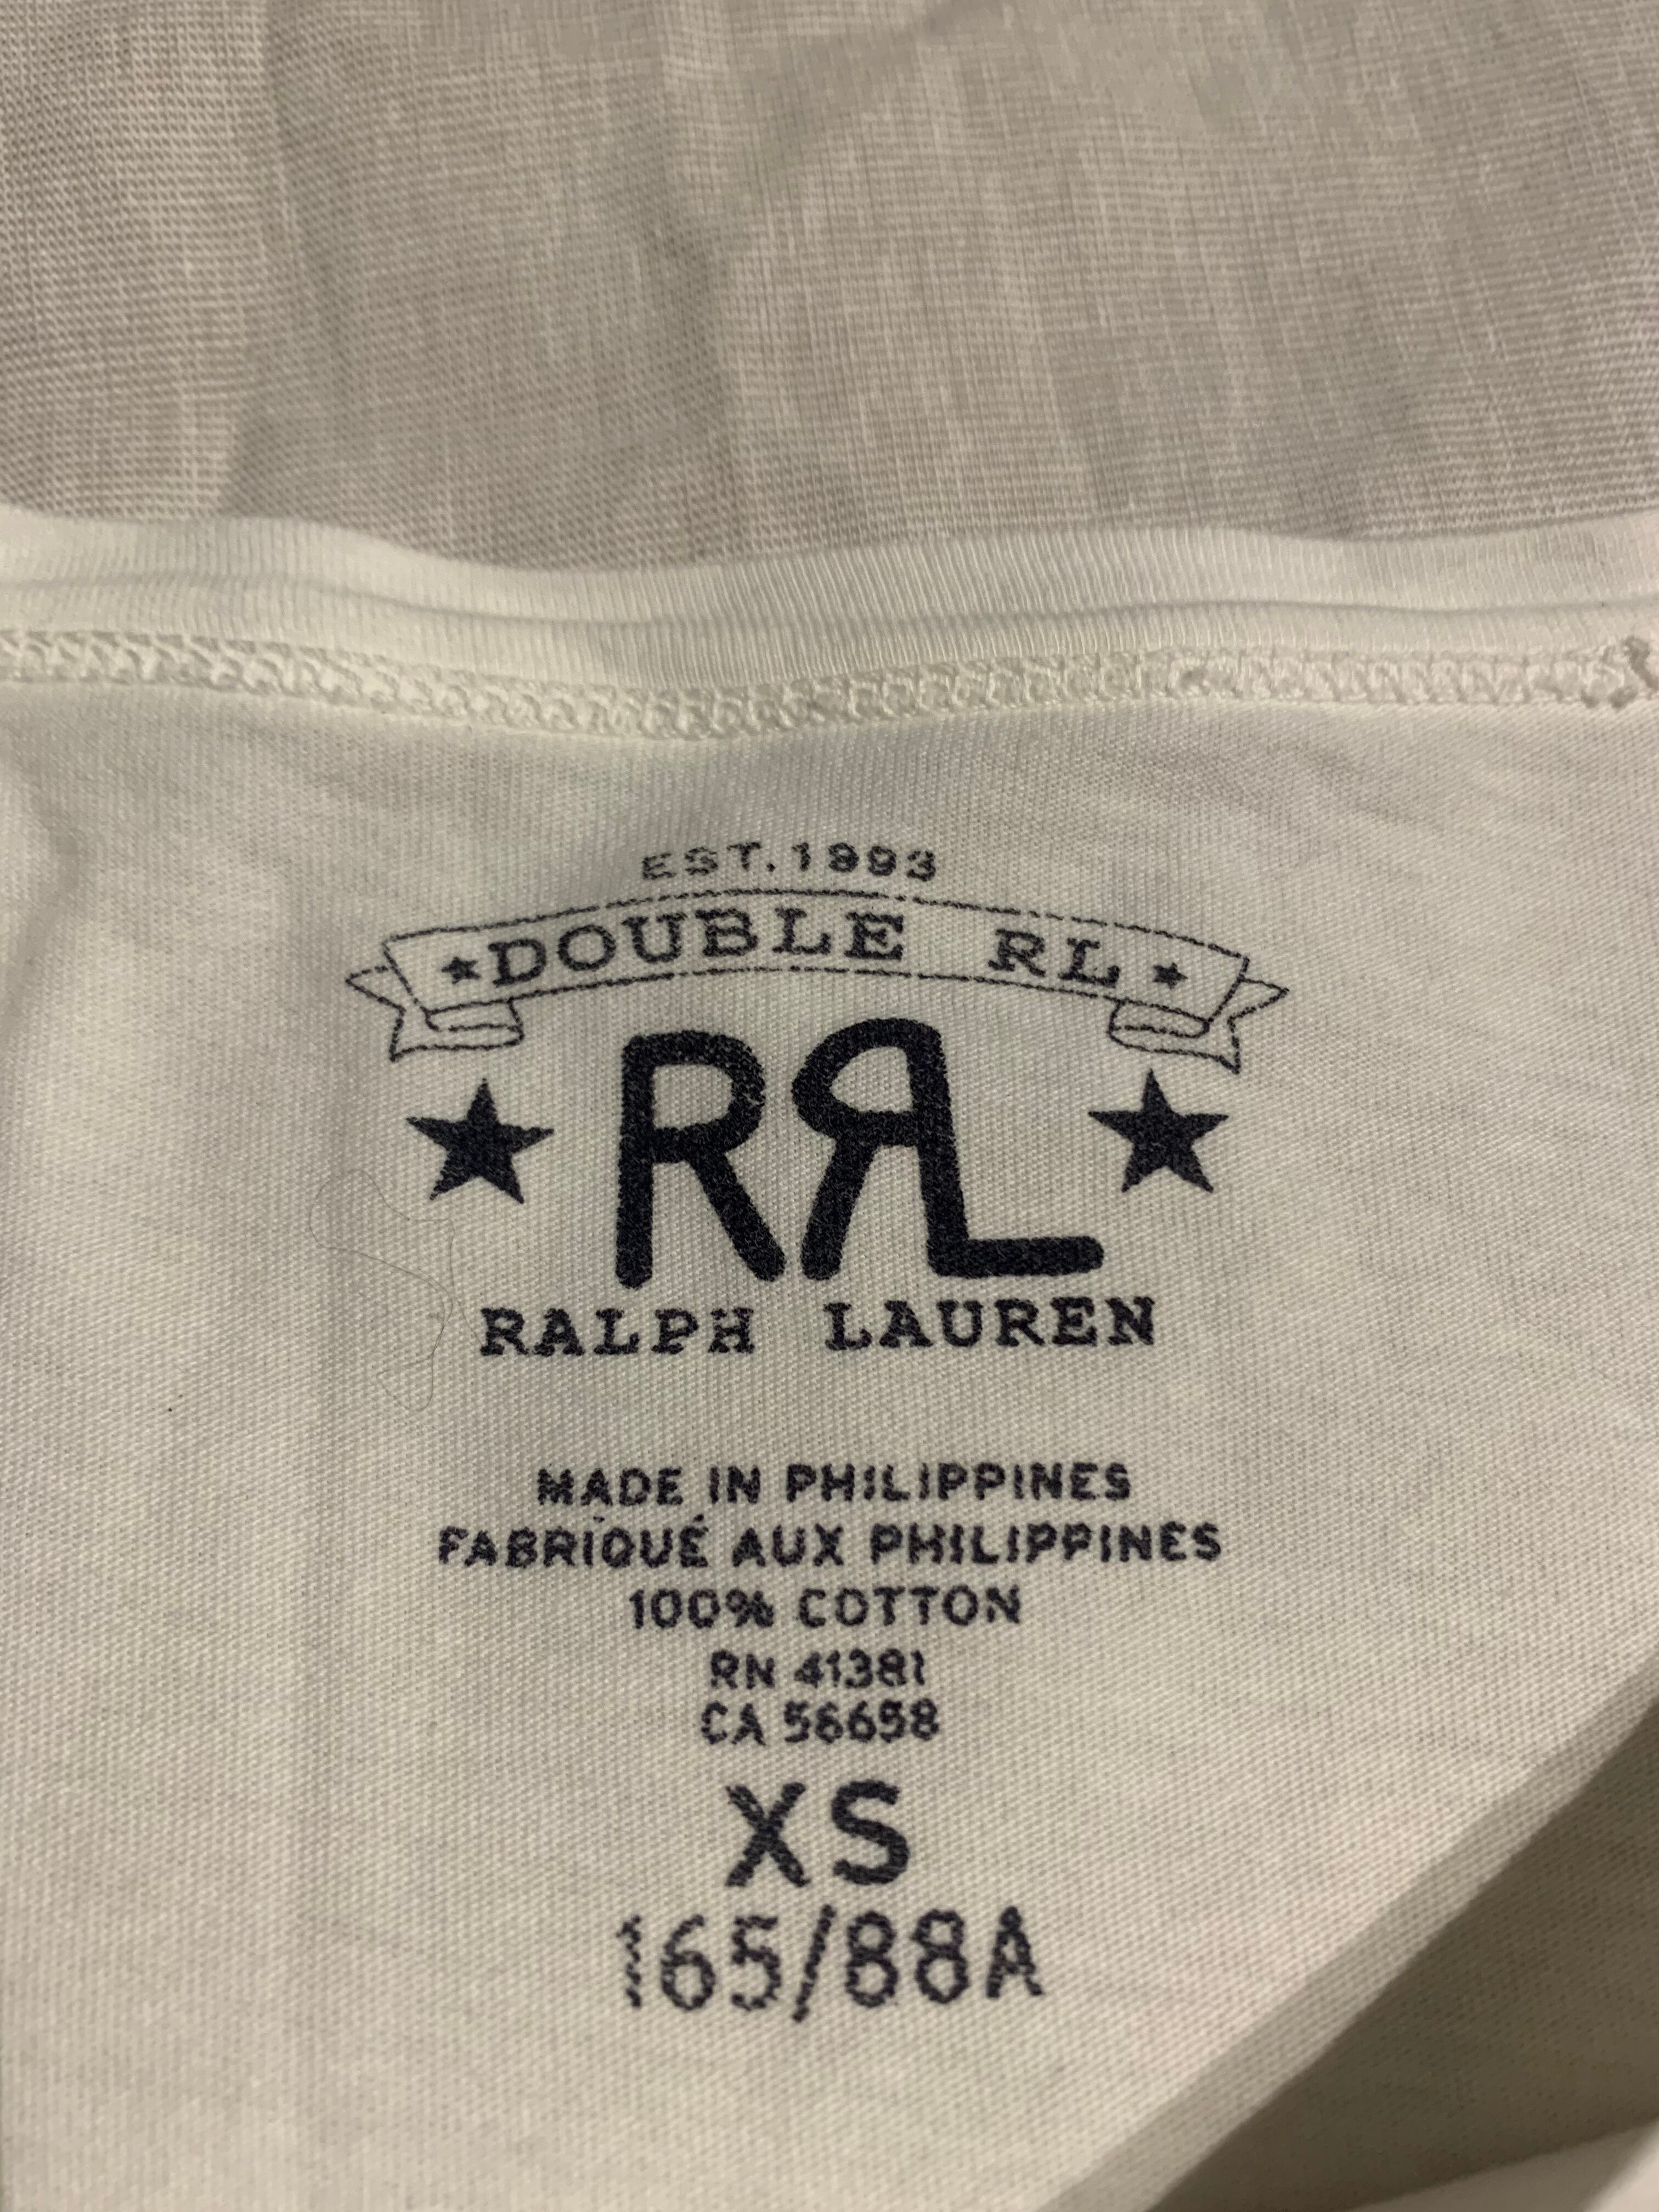 EST. 1993
★DOUBLE RL★
★ RRL ★
RALPH LAUREN
MADE IN PHILIPPINES
FABRIQUÉ AUX PHILIPPINES
100% COTTON
RN 41381
CA 56658
XS
165/88A